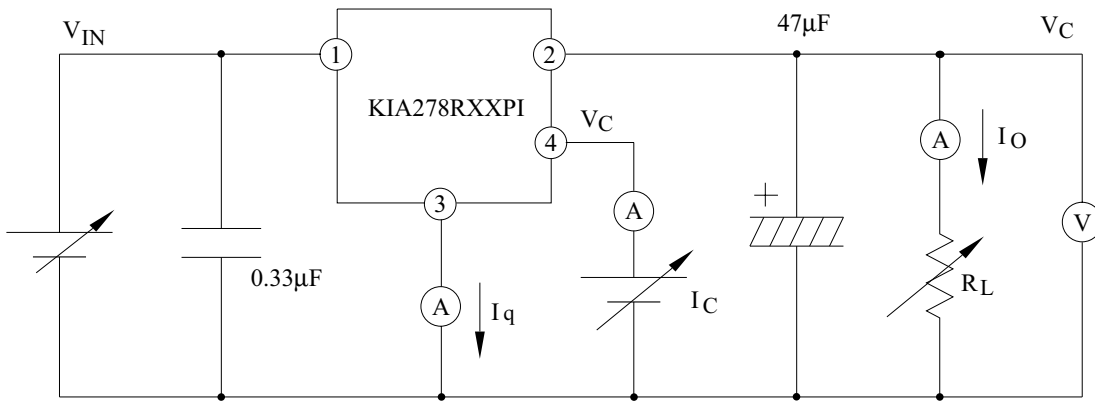 V_IN
47µF
V_C
1
2
KIA278RXXPI
V_C
4
A
I_O
3
A
+
V
0.33µF
A
I_q
I_C
R_L